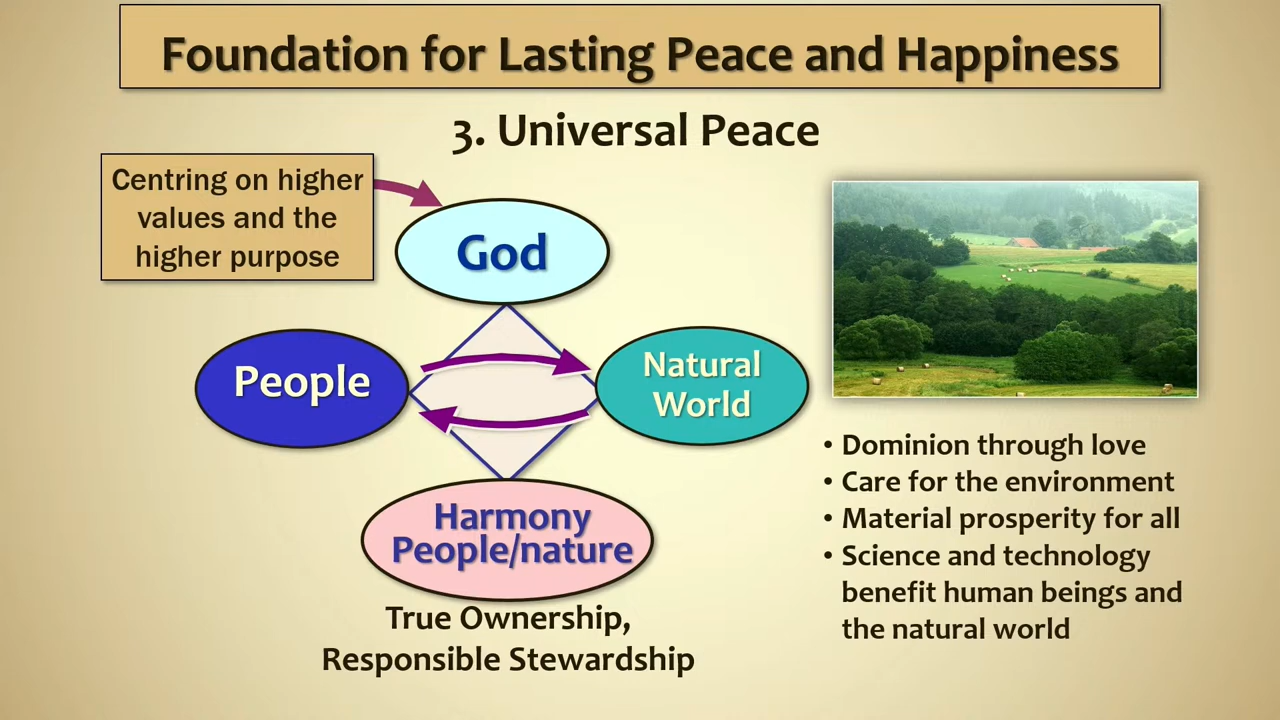 Foundation for Lasting Peace and Happiness
3. Universal Peace
Centring on higher
values and the
higher purpose
God
People
Natural
World
Harmony
People/nature
True Ownership,
Responsible Stewardship
• Dominion through love
• Care for the environment
• Material prosperity for all
• Science and technology
benefit human beings and
the natural world